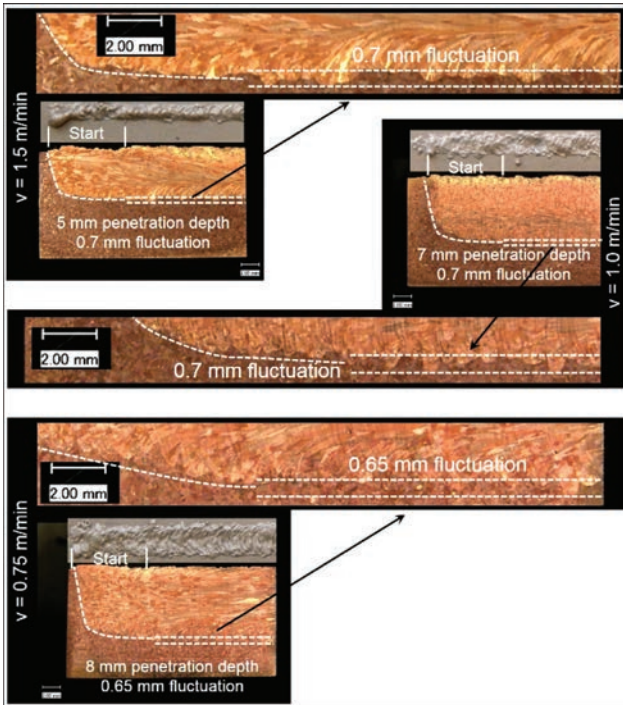 2.00 mm
0.7 mm fluctuation
v = 1.5 m/min
Start
5 mm penetration depth
0.7 mm fluctuation
Start
7 mm penetration depth
0.7 mm fluctuation
v = 1.0 m/min
2.00 mm
0.7 mm fluctuation
2.00 mm
0.65 mm fluctuation
v = 0.75 m/min
Start
8 mm penetration depth
0.65 mm fluctuation